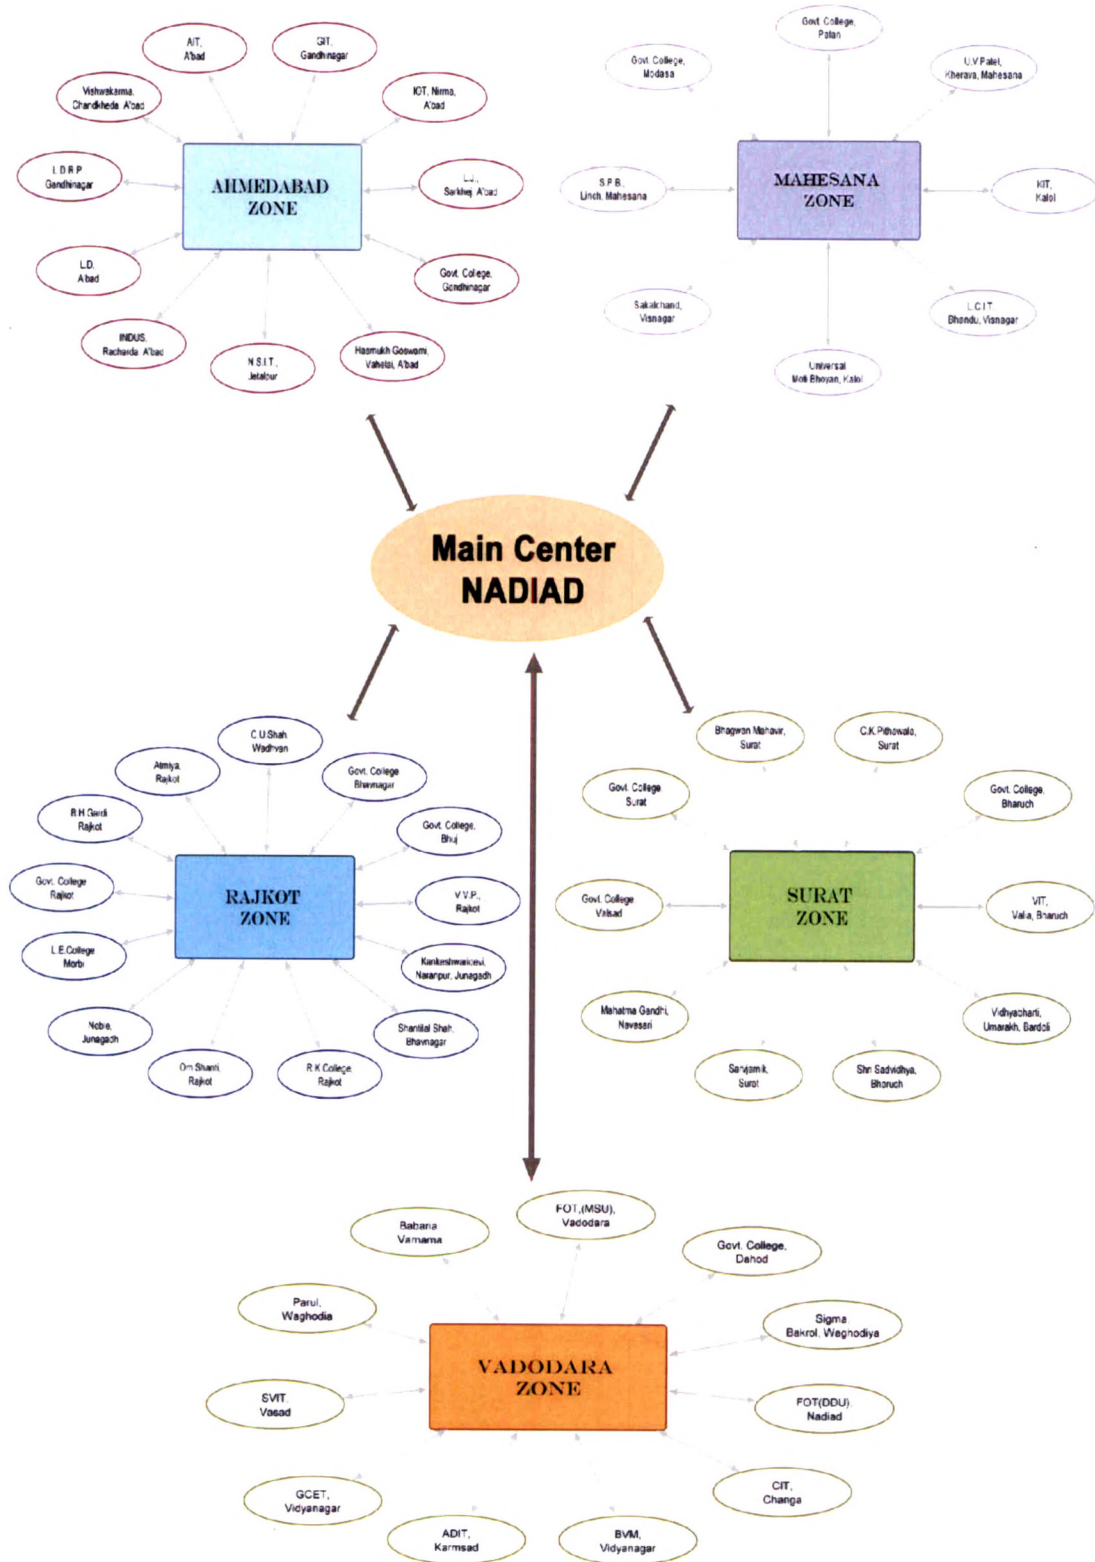 AIT,
A'bad
GIT,
Gandhinagar
Vishwakarma,
Chandkheda A'bad
IOT, Nirma,
A'bad
L.D.R.P
Gandhinagar
AHMEDABAD
ZONE
L.J.,
Sarkhej, A'bad
L.D,
A'bad
Govt. College,
Gandhinagar
INDUS,
Racharda A'bad
N.S.I.T.,
Jetalpur
Hasmukh Goswami,
Vahelal, A'bad
Govt. College,
Patan
Govt. College,
Modasa
U.V.Patel,
Kherava, Mahesana
S.P.B.,
Linch, Mahesana
MAHESANA
ZONE
KIT,
Kalol
Sakalchand,
Visnagar
L.C.I.T.
Bhandu, Visnagar
Universal
Moti Bhoyan, Kalol
Main Center
NADIAD
C.U.Shah
Wadhvan
Atmiya,
Rajkot
Govt. College
Bhavnagar
B.H.Gardi
Rajkot
Govt. College,
Bhuj
Govt. College
Rajkot
RAJKOT
ZONE
V.V.P.,
Rajkot
L.E.College
Morbi
Kankeshwaridevi,
Naranpur, Junagadh
Noble,
Junagadh
Shantilal Shah,
Bhavnagar
Om Shanti,
Rajkot
R.K.College,
Rajkot
Bhagwan Mahavir,
Surat
C.K.Pithawala,
Surat
Govt. College
Surat
Govt. College,
Bharuch
Govt. College
Valsad
SURAT
ZONE
VIT,
Valia, Bharuch
Mahatma Gandhi,
Navasari
Vidhyabharti,
Umarakh, Bardoli
Sarvjamik,
Surat
Shri Sadvidhya,
Bharuch
FOT,(MSU),
Vadodara
Babaria
Varnama
Govt. College,
Dahod
Parul,
Waghodia
Sigma,
Bakrol, Waghodiya
VADODARA
ZONE
SVIT,
Vasad
FOT(DDU),
Nadiad
GCET,
Vidyanagar
CIT,
Changa
ADIT,
Karmsad
BVM,
Vidyanagar